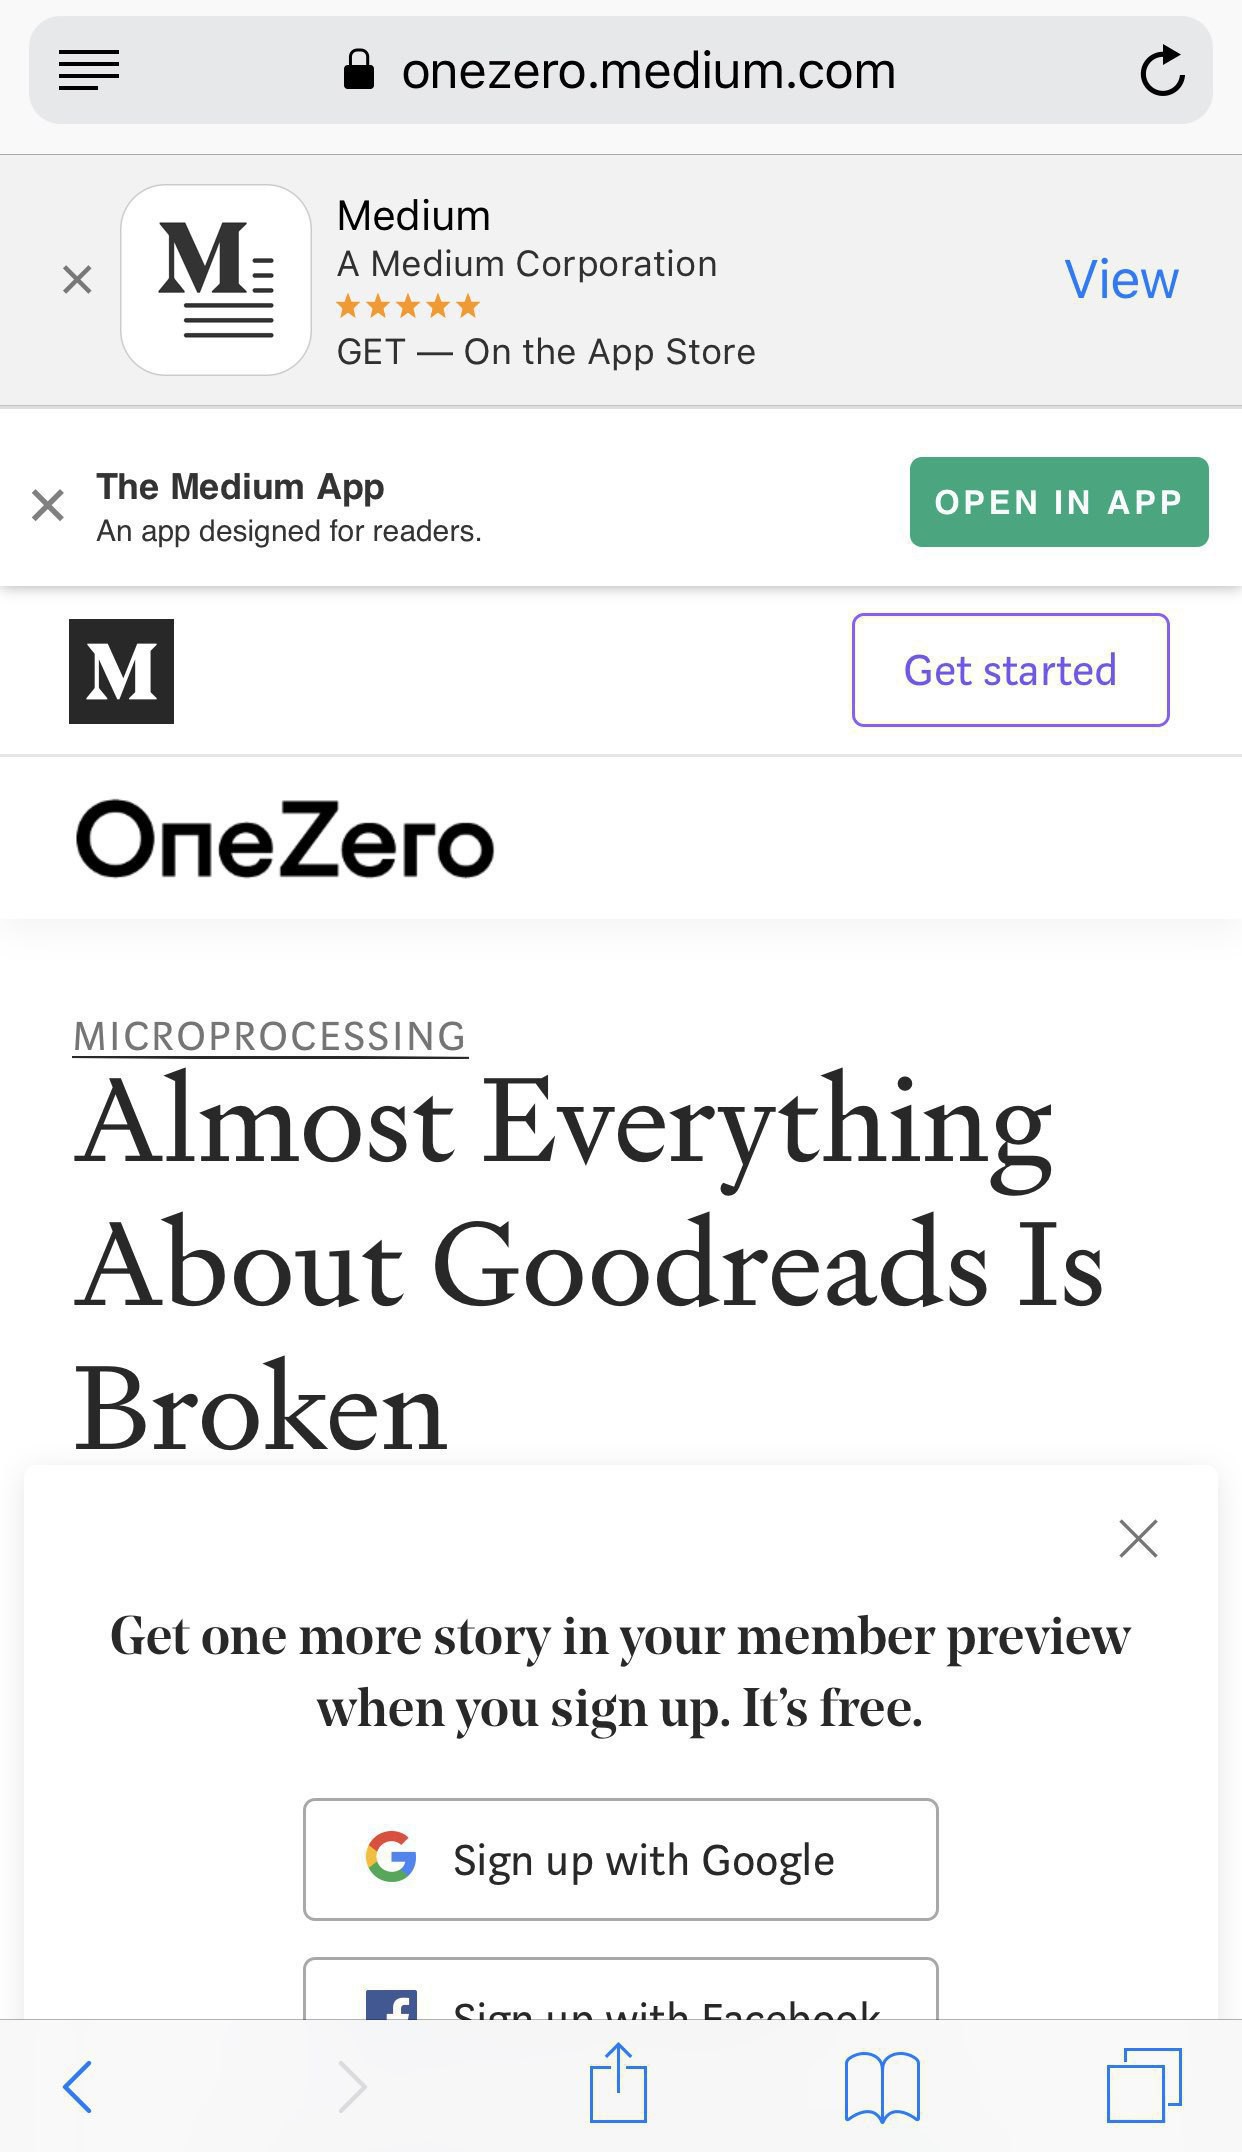 onezero.medium.com
Medium
A Medium Corporation
GET — On the App Store
View
The Medium App
An app designed for readers.
OPEN IN APP
M
Get started
OneZero
MICROPROCESSING
Almost Everything
About Goodreads Is
Broken
Get one more story in your member preview
when you sign up. It’s free.
Sign up with Google
Sign up with Facebook